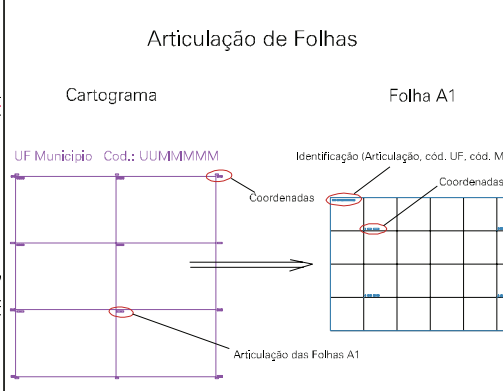 Articulação de Folhas
Cartograma
Folha A1
UF Municipio Cod.: UUMMMMM
Identificação (Articulação, cód. UF, cód. M
Coordenadas
Coordenadas
Articulação das Folhas A1